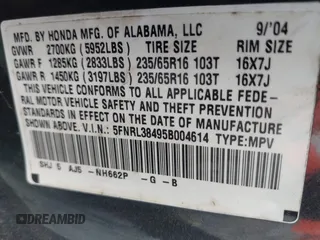 MFD. BY HONDA MFG. OF ALABAMA, LLC 9/'04
GVWR 2700KG (5952LBS) TIRE SIZE RIM SIZE
GAWR F 1285KG (2833LBS) 235/65R16 103T 16X7J
GAWR R 1450KG (3197LBS) 235/65R16 103T 16X7J
THIS VEHICLE CONFORMS TO ALL APPLICABLE FEDE-
RAL MOTOR VEHICLE SAFETY AND THEFT PREVENTION
STANDARDS IN EFFECT ON THE DATE OF MANUFACTURE
SHOWN ABOVE. V.I.N.: 5FNRL38495B004614 TYPE:MPV
SHJ 5 AJ5 -NH662P -G -B
DREAMBID